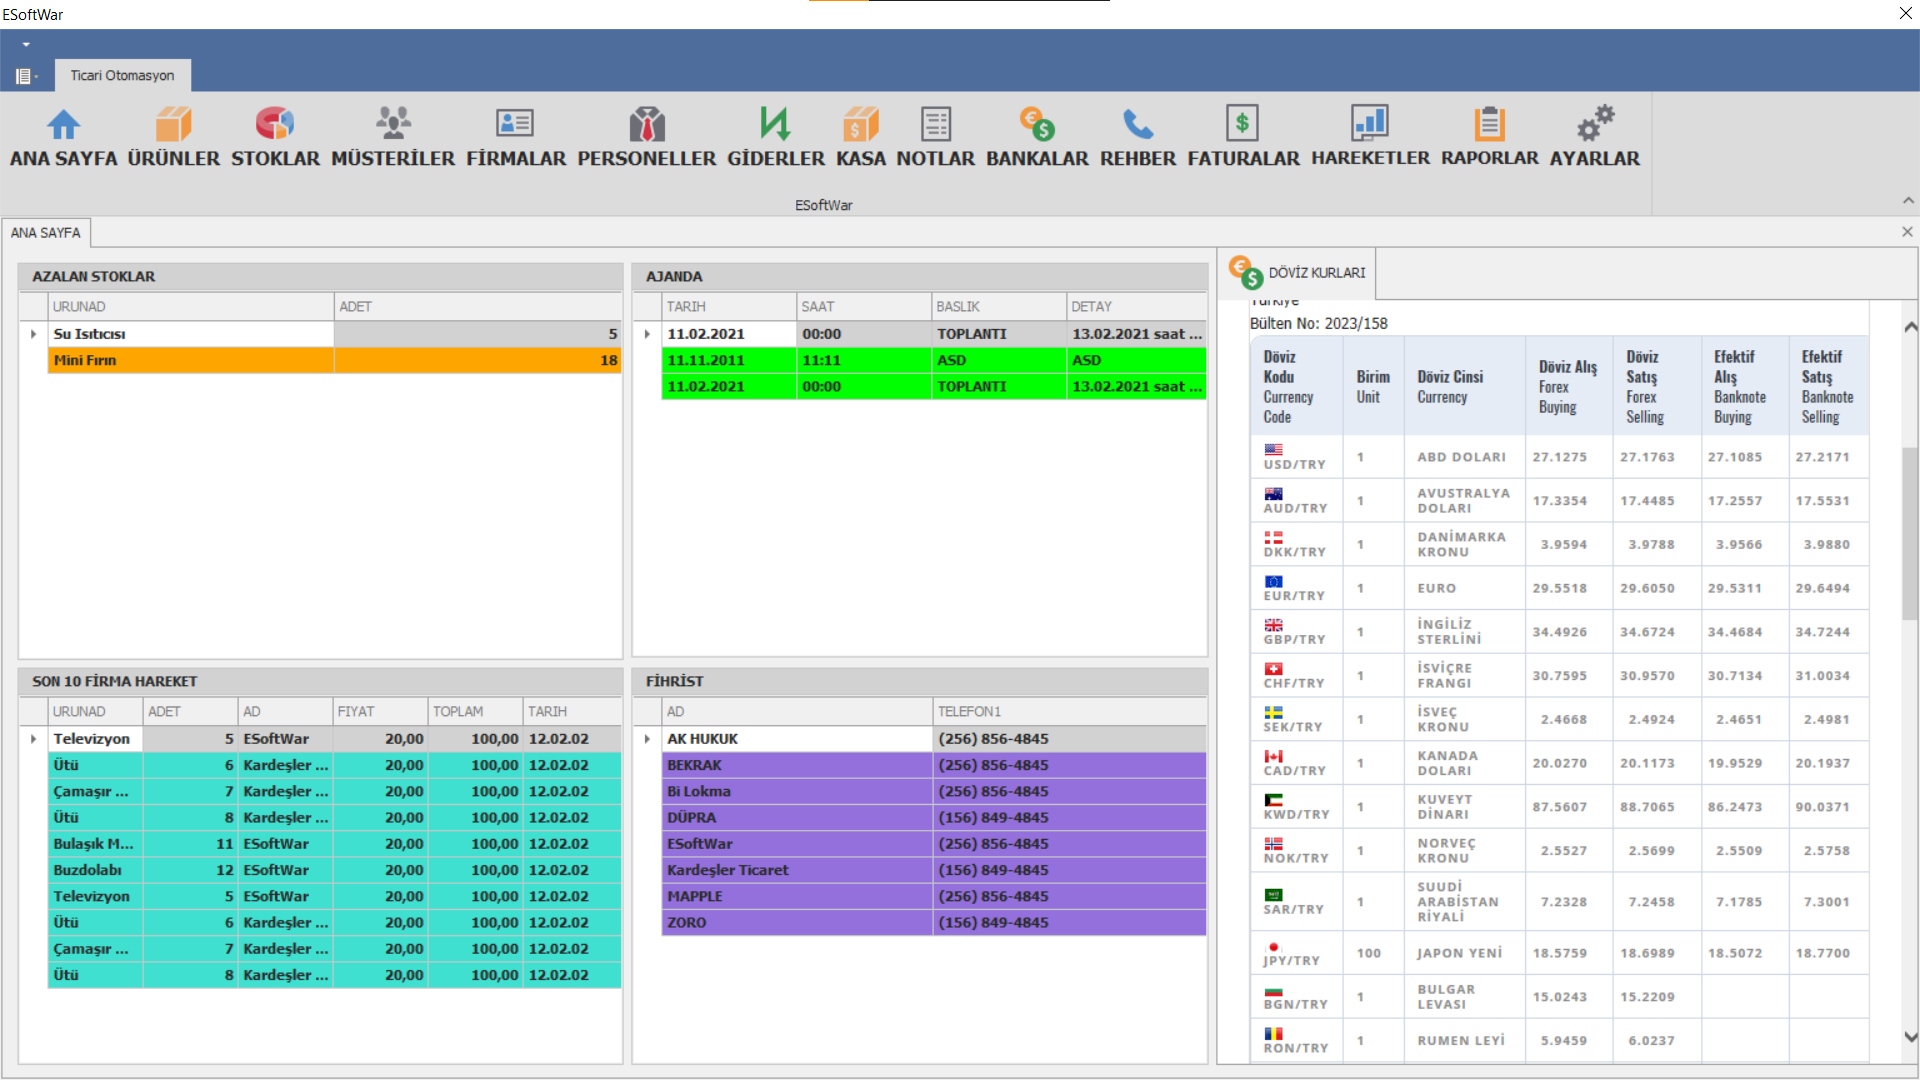 ESoftWar
Ticari Otomasyon
ANA SAYFA ÜRÜNLER STOKLAR MÜSTERİLER FİRMALAR PERSONELLER GİDERLER KASA NOTLAR BANKALAR REHBER FATURALAR HAREKETLER RAPORLAR AYARLAR
ESoftWar
ANA SAYFA
AZALAN STOKLAR
URUNAD ADET
Su Isıtıcısı 5
Mini Fırın 18
AJANDA
TARIH SAAT BASLIK DETAY
11.02.2021 00:00 TOPLANTI 13.02.2021 saat ...
11.11.2011 11:11 ASD ASD
11.02.2021 00:00 TOPLANTI 13.02.2021 saat ...
SON 10 FİRMA HAREKET
URUNAD ADET AD FIYAT TOPLAM TARIH
Televizyon 5 ESoftWar 20,00 100,00 12.02.02
Ütü 6 Kardeşler ... 20,00 100,00 12.02.02
Çamaşır ... 7 Kardeşler ... 20,00 100,00 12.02.02
Ütü 8 Kardeşler ... 20,00 100,00 12.02.02
Bulaşık M... 11 ESoftWar 20,00 100,00 12.02.02
Buzdolabı 12 ESoftWar 20,00 100,00 12.02.02
Televizyon 5 ESoftWar 20,00 100,00 12.02.02
Ütü 6 Kardeşler ... 20,00 100,00 12.02.02
Çamaşır ... 7 Kardeşler ... 20,00 100,00 12.02.02
Ütü 8 Kardeşler ... 20,00 100,00 12.02.02
FİHRİST
AD TELEFON1
AK HUKUK (256) 856-4845
BEKRAK (256) 856-4845
Bi Lokma (256) 856-4845
DÜPRA (156) 849-4845
ESoftWar (256) 856-4845
Kardeşler Ticaret (156) 849-4845
MAPPLE (256) 856-4845
ZORO (156) 849-4845
DÖVİZ KURLARI
Türkiye
Bülten No: 2023/158
Döviz Kodu Currency Code Birim Unit Döviz Cinsi Currency Döviz Alış Forex Buying Döviz Satış Forex Selling Efektif Alış Banknote Buying Efektif Satış Banknote Selling
USD/TRY 1 ABD DOLARI 27.1275 27.1763 27.1085 27.2171
AUD/TRY 1 AVUSTRALYA DOLARI 17.3354 17.4485 17.2557 17.5531
DKK/TRY 1 DANİMARKA KRONU 3.9594 3.9788 3.9566 3.9880
EUR/TRY 1 EURO 29.5518 29.6050 29.5311 29.6494
GBP/TRY 1 İNGİLİZ STERLİNİ 34.4926 34.6724 34.4684 34.7244
CHF/TRY 1 İSVİÇRE FRANGI 30.7595 30.9570 30.7134 31.0034
SEK/TRY 1 İSVEÇ KRONU 2.4668 2.4924 2.4651 2.4981
CAD/TRY 1 KANADA DOLARI 20.0270 20.1173 19.9529 20.1937
KWD/TRY 1 KUVEYT DİNARI 87.5607 88.7065 86.2473 90.0371
NOK/TRY 1 NORVEÇ KRONU 2.5527 2.5699 2.5509 2.5758
SAR/TRY 1 SUUDİ ARABİSTAN RİYALİ 7.2328 7.2458 7.1785 7.3001
JPY/TRY 100 JAPON YENİ 18.5759 18.6989 18.5072 18.7700
BGN/TRY 1 BULGAR LEVASI 15.0243 15.2209
RON/TRY 1 RUMEN LEYİ 5.9459 6.0237